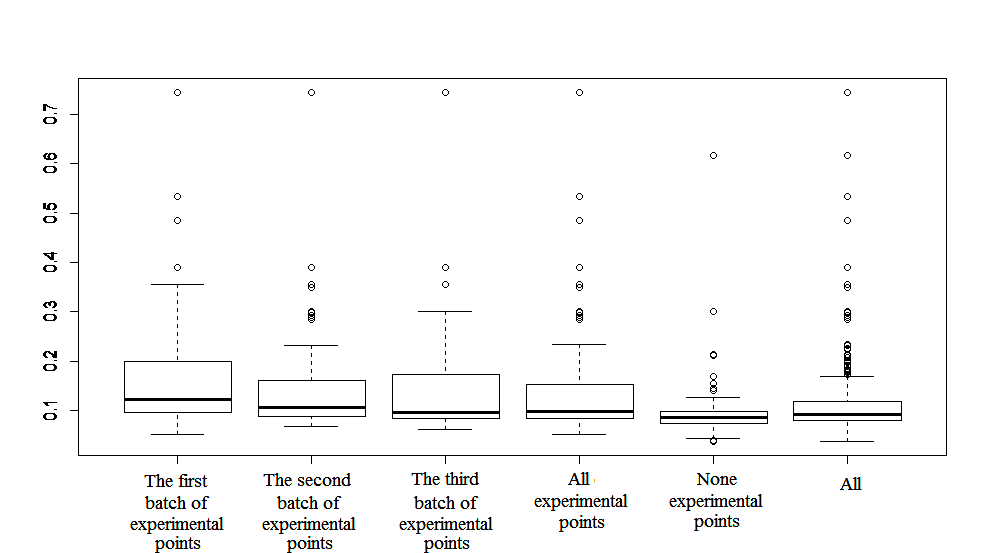 0.7
0.6
0.5
0.4
0.3
0.2
0.1
The first
batch of
experimental
points
The second
batch of
experimental
points
The third
batch of
experimental
points
All
experimental
points
None
experimental
points
All